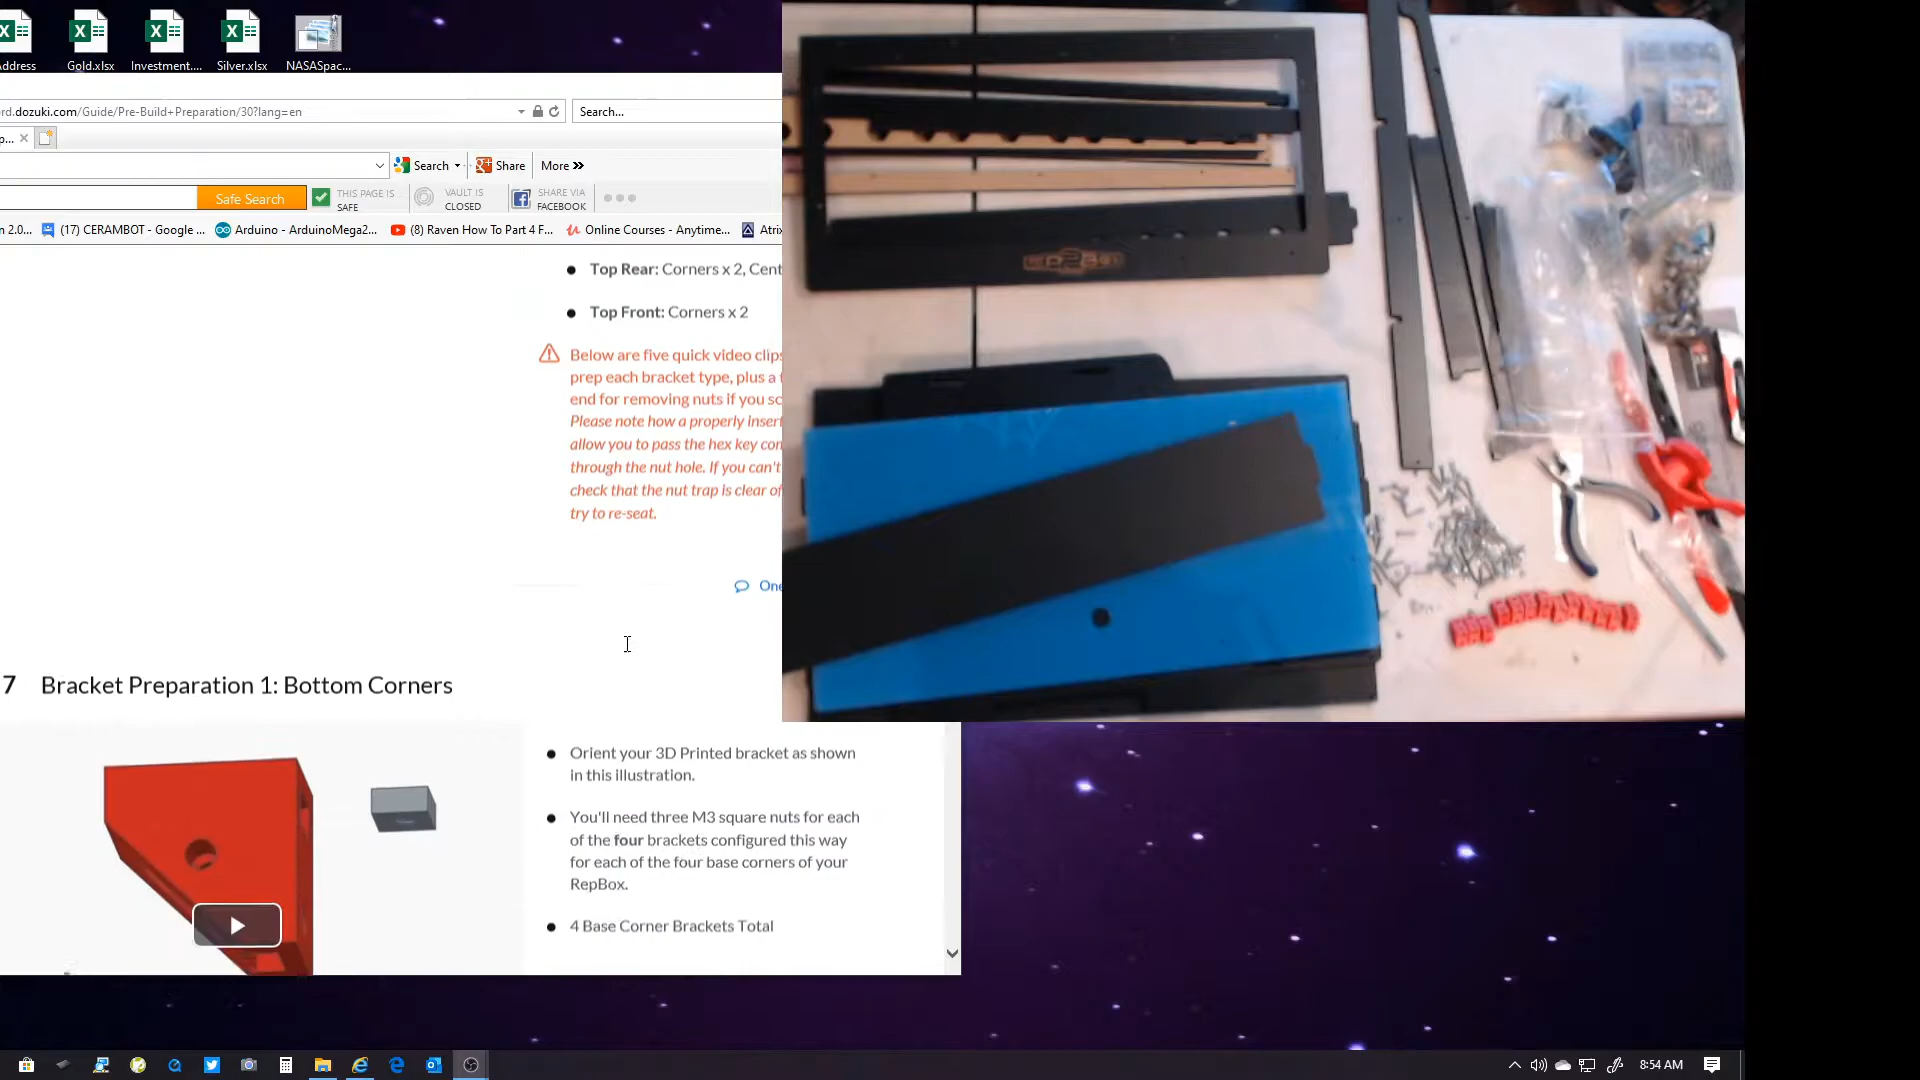 Address
Gold.xlsx
Investment....
Silver.xlsx
NASASpac...
rd.dozuki.com/Guide/Pre-Build+Preparation/30?lang=en
Search...
p...
Search
Share
More
Safe Search
THIS PAGE IS
SAFE
VAULT IS
CLOSED
SHARE VIA
FACEBOOK
m 2.0...
(17) CERAMBOT - Google ...
Arduino - ArduinoMega2...
(8) Raven How To Part 4 F...
Online Courses - Anytime...
Atrix
Top Rear: Corners x 2, Cent
Top Front: Corners x 2
Below are five quick video clips
prep each bracket type, plus a
end for removing nuts if you sc
Please note how a properly insert
allow you to pass the hex key con
through the nut hole. If you can't
check that the nut trap is clear of
try to re-seat.
One
7 Bracket Preparation 1: Bottom Corners
Orient your 3D Printed bracket as shown
in this illustration.
You'll need three M3 square nuts for each
of the four brackets configured this way
for each of the four base corners of your
RepBox.
4 Base Corner Brackets Total
8:54 AM